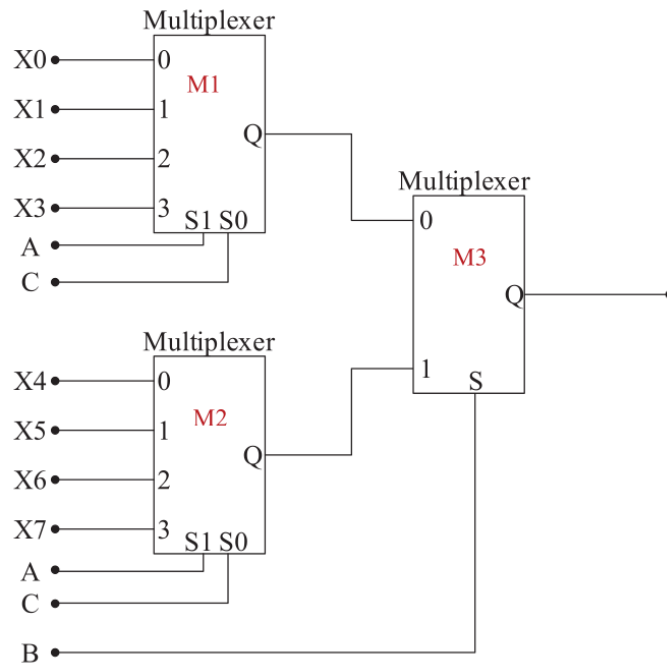 Multiplexer
X0
0
M1
X1
1
Q
X2
2
X3
3
S1 S0
A
C
Multiplexer
0
M3
Q
1
S
Multiplexer
X4
0
M2
X5
1
Q
X6
2
X7
3
S1 S0
A
C
B